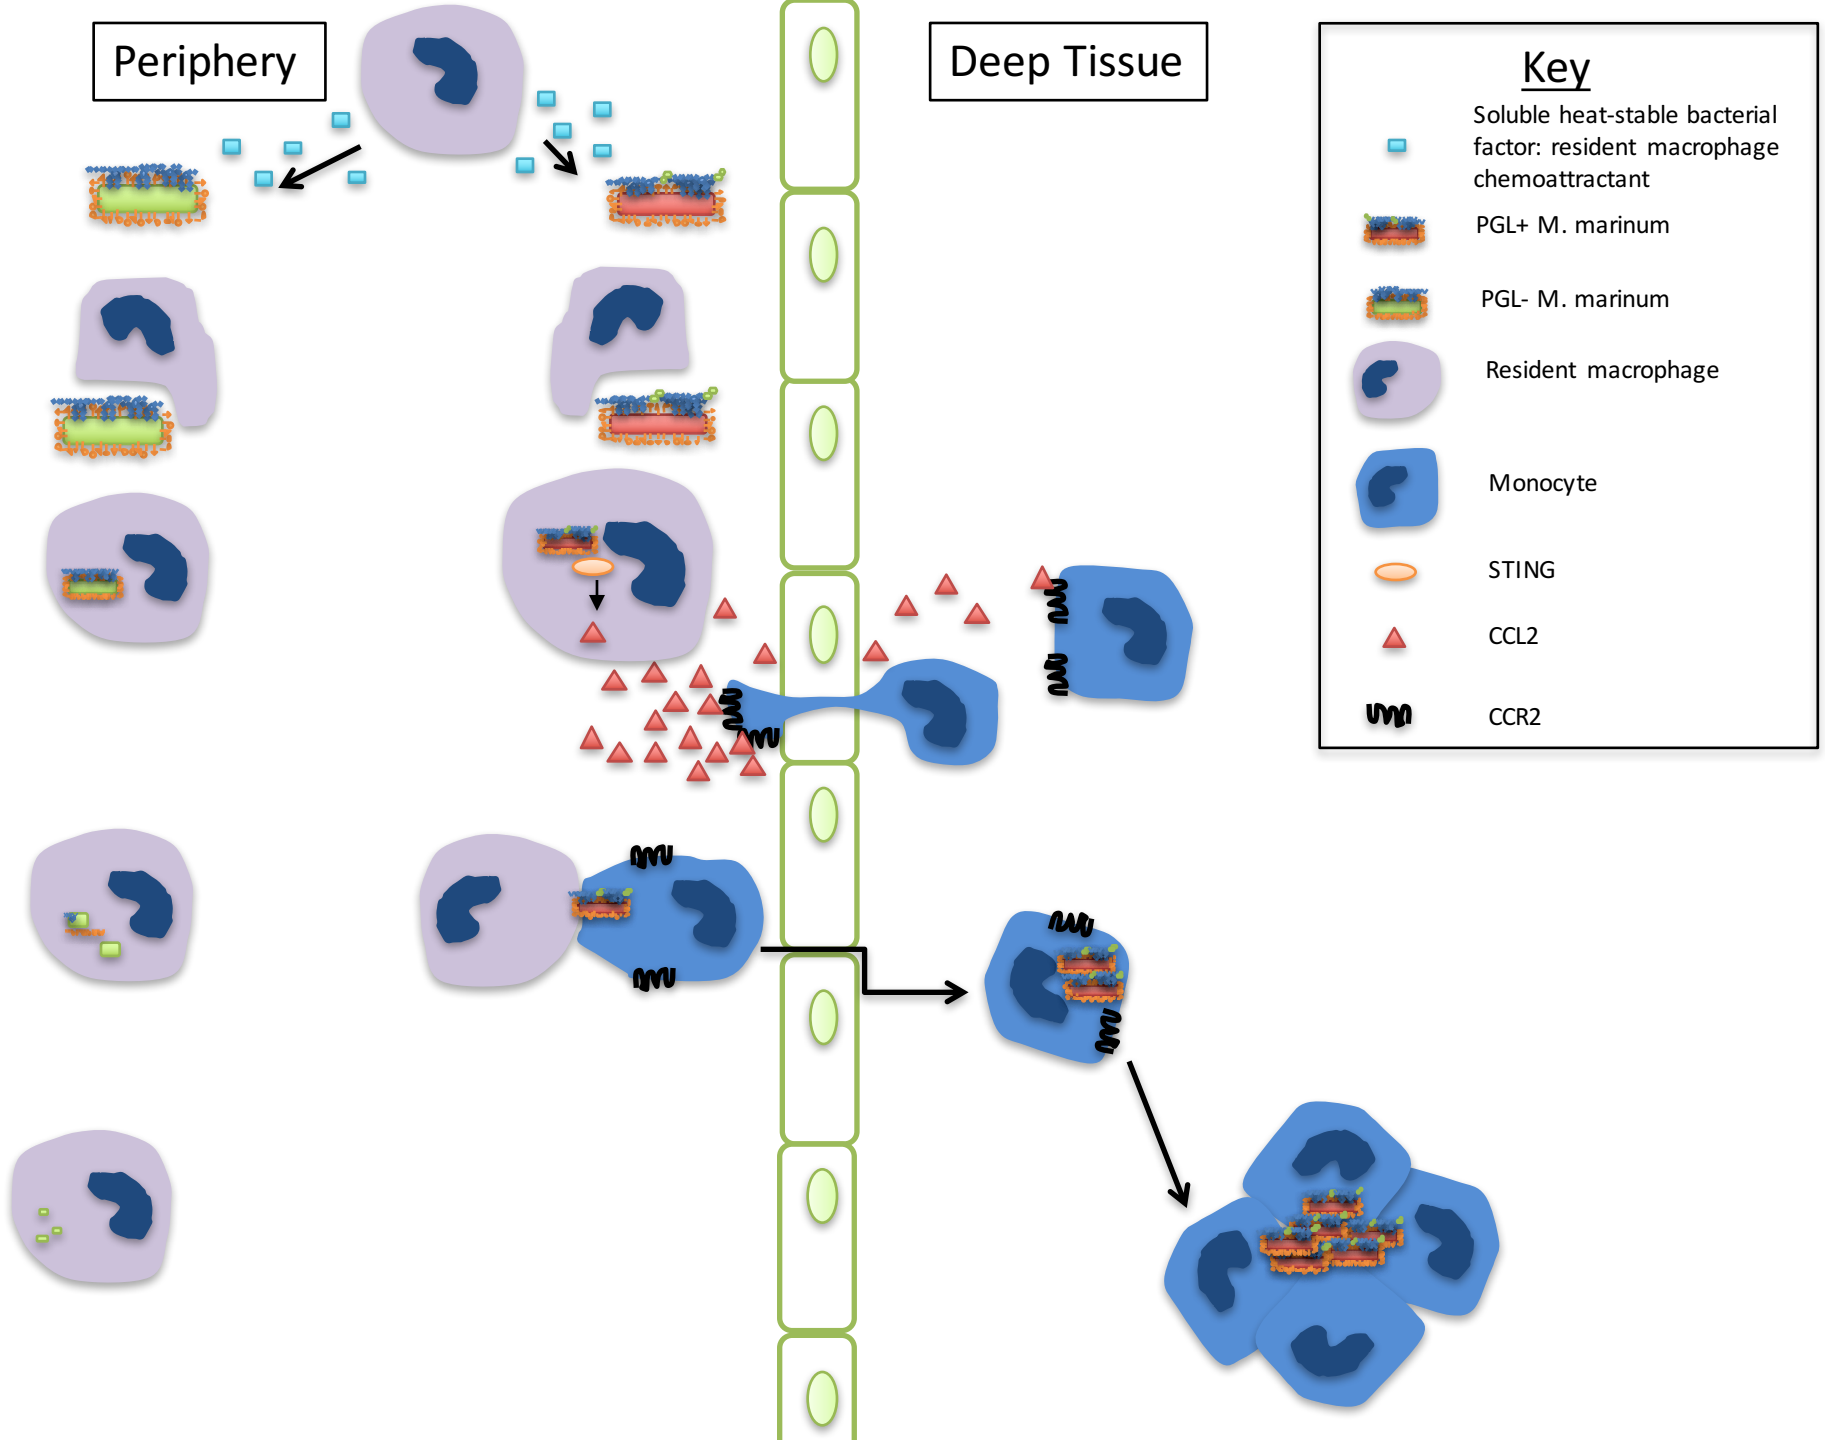 Periphery
Deep Tissue
Key
Soluble heat-stable bacterial
factor: resident macrophage
chemoattractant
PGL+ M. marinum
PGL- M. marinum
Resident macrophage
Monocyte
STING
CCL2
CCR2